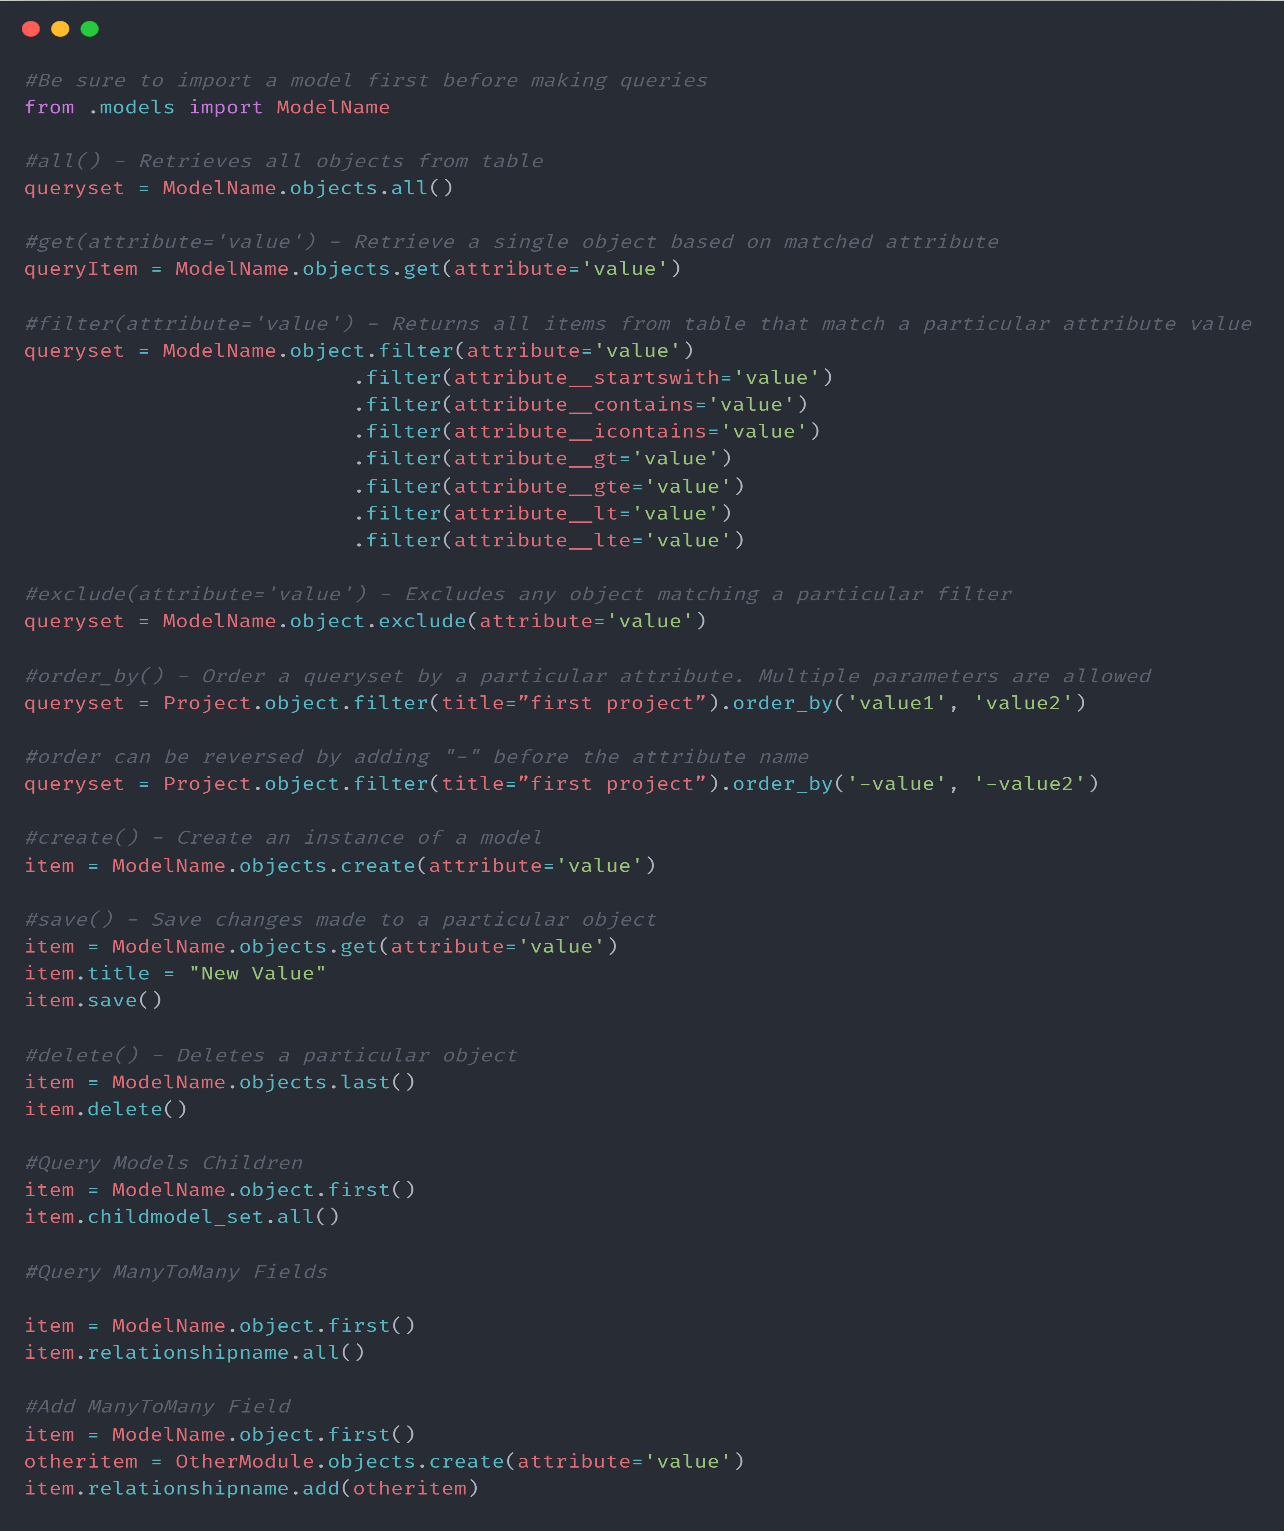 #Be sure to import a model first before making queries
from .models import ModelName
#all() - Retrieves all objects from table
queryset = ModelName.objects.all()
#get(attribute='value') - Retrieve a single object based on matched attribute
queryItem = ModelName.objects.get(attribute='value')
#filter(attribute='value') - Returns all items from table that match a particular attribute value
queryset = ModelName.object.filter(attribute='value')
.filter(attribute__startswith='value')
.filter(attribute__contains='value')
.filter(attribute__icontains='value')
.filter(attribute__gt='value')
.filter(attribute__gte='value')
.filter(attribute__lt='value')
.filter(attribute__lte='value')
#exclude(attribute='value') - Excludes any object matching a particular filter
queryset = ModelName.object.exclude(attribute='value')
#order_by() - Order a queryset by a particular attribute. Multiple parameters are allowed
queryset = Project.object.filter(title=”first project”).order_by('value1', 'value2')
#order can be reversed by adding "-" before the attribute name
queryset = Project.object.filter(title=”first project”).order_by('-value', '-value2')
#create() - Create an instance of a model
item = ModelName.objects.create(attribute='value')
#save() - Save changes made to a particular object
item = ModelName.objects.get(attribute='value')
item.title = "New Value"
item.save()
#delete() - Deletes a particular object
item = ModelName.objects.last()
item.delete()
#Query Models Children
item = ModelName.object.first()
item.childmodel_set.all()
#Query ManyToMany Fields
item = ModelName.object.first()
item.relationshipname.all()
#Add ManyToMany Field
item = ModelName.object.first()
otheritem = OtherModule.objects.create(attribute='value')
item.relationshipname.add(otheritem)